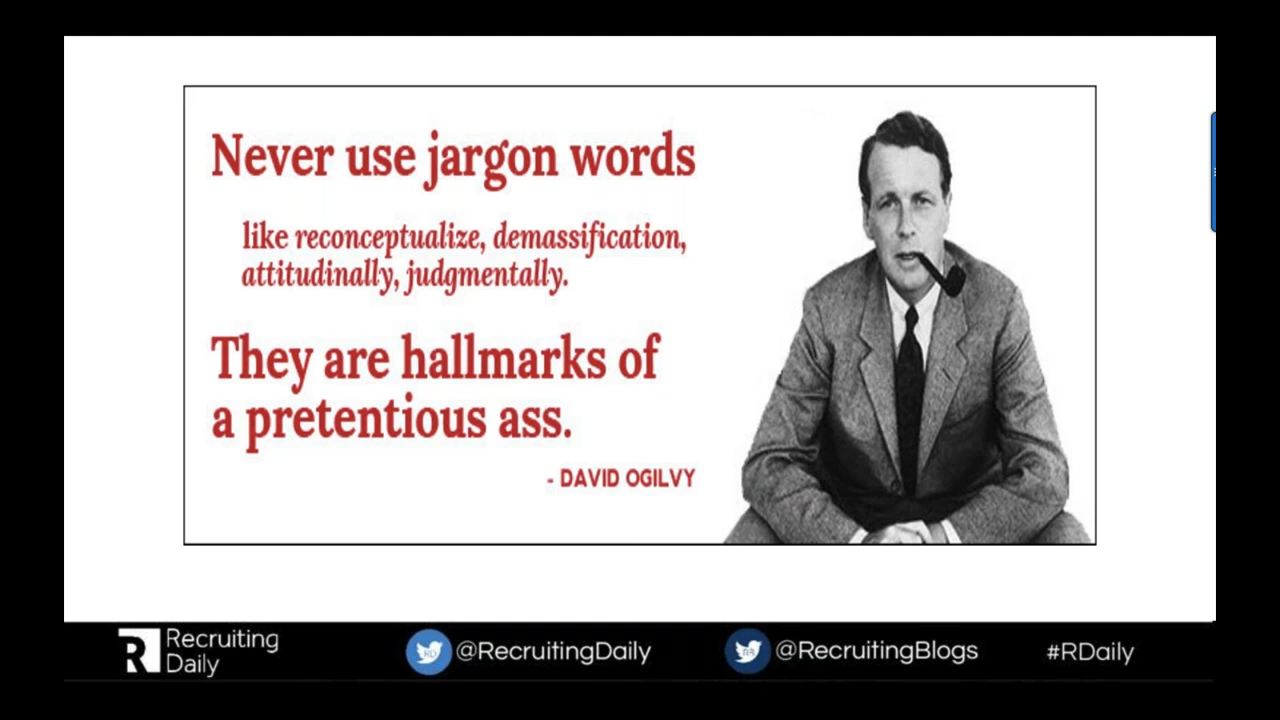 Never use jargon words
like reconceptualize, demassification,
attitudinally, judgmentally.
They are hallmarks of
a pretentious ass.
- DAVID OGILVY
R Recruiting
Daily
@RecruitingDaily
@RecruitingBlogs
#RDaily